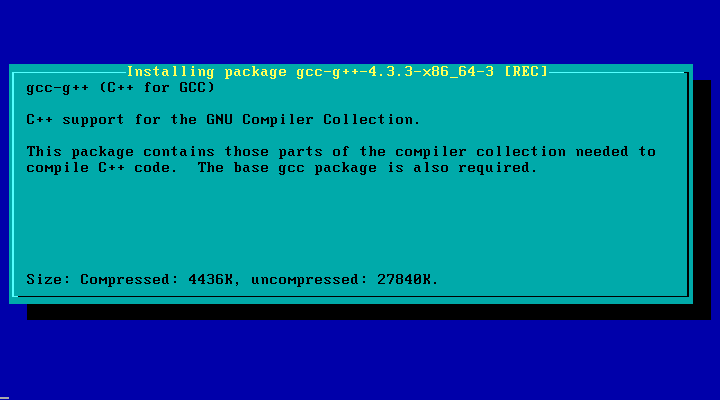 Installing package gcc-g++-4.3.3-x86_64-3 [REC]
gcc-g++ (C++ for GCC)
C++ support for the GNU Compiler Collection.
This package contains those parts of the compiler collection needed to
compile C++ code.  The base gcc package is also required.
Size: Compressed: 4436K, uncompressed: 27840K.